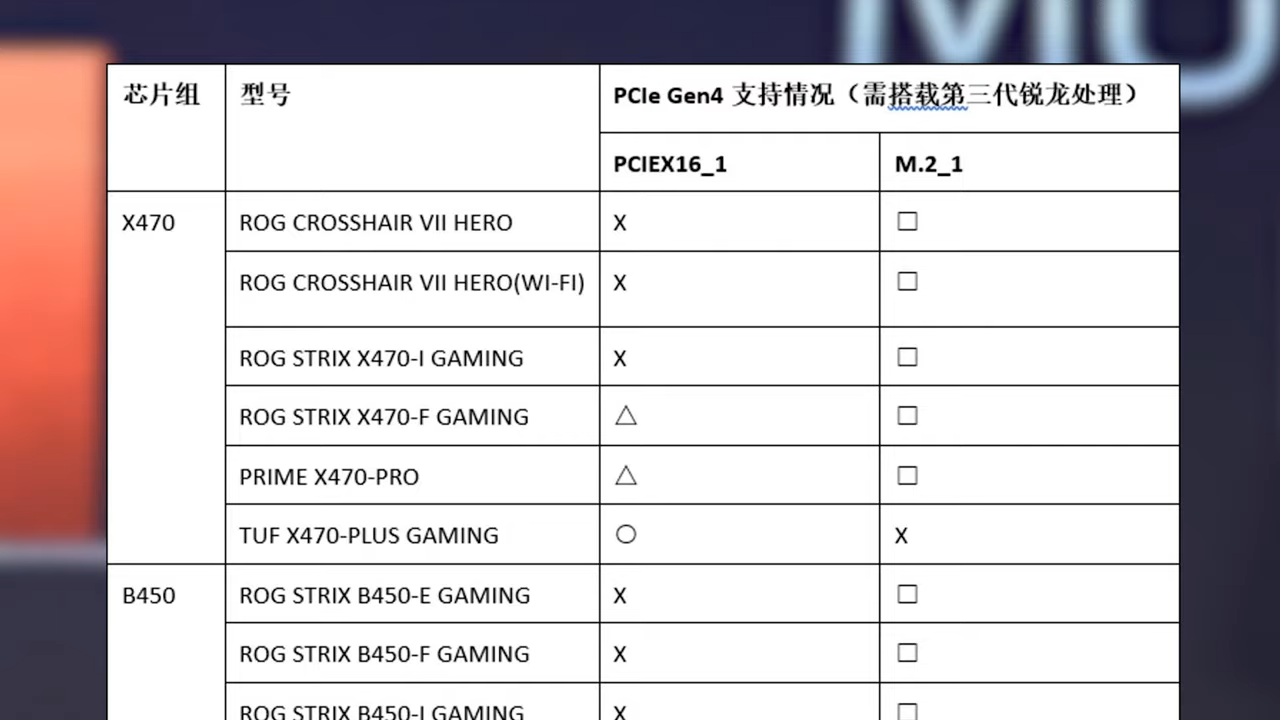 MU
芯片组 型号 PCIe Gen4 支持情况（需搭载第三代锐龙处理）
PCIEX16_1 M.2_1
X470 ROG CROSSHAIR VII HERO X □
ROG CROSSHAIR VII HERO(WI-FI) X □
ROG STRIX X470-I GAMING X □
ROG STRIX X470-F GAMING △ □
PRIME X470-PRO △ □
TUF X470-PLUS GAMING ○ X
B450 ROG STRIX B450-E GAMING X □
ROG STRIX B450-F GAMING X □
ROG STRIX B450-I GAMING X □